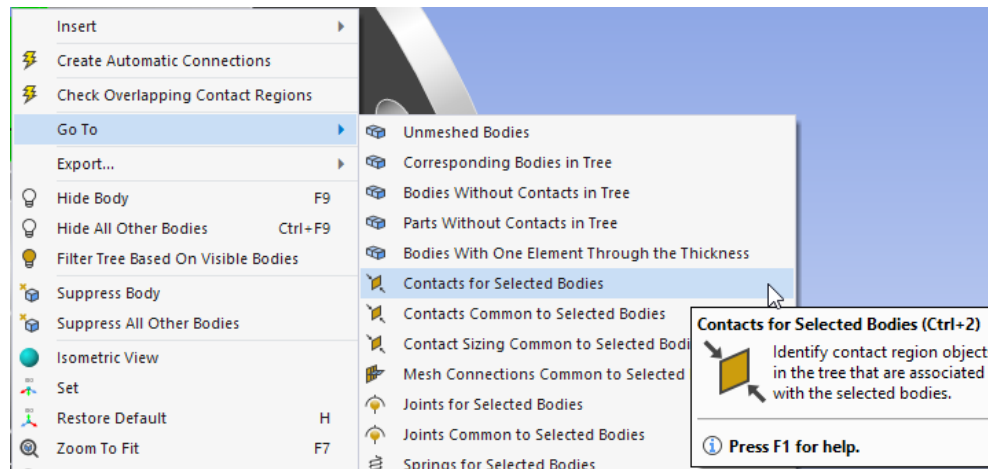 Insert
Create Automatic Connections
Check Overlapping Contact Regions
Go To
Export...
Hide Body F9
Hide All Other Bodies Ctrl+F9
Filter Tree Based On Visible Bodies
Suppress Body
Suppress All Other Bodies
Isometric View
Set
Restore Default H
Zoom To Fit F7
Unmeshed Bodies
Corresponding Bodies in Tree
Bodies Without Contacts in Tree
Parts Without Contacts in Tree
Bodies With One Element Through the Thickness
Contacts for Selected Bodies
Contacts Common to Selected Bodies
Contact Sizing Common to Selected Bodi
Mesh Connections Common to Selected
Joints for Selected Bodies
Joints Common to Selected Bodies
Springs for Selected Bodies
Contacts for Selected Bodies (Ctrl+2)
Identify contact region object
in the tree that are associated
with the selected bodies.
Press F1 for help.